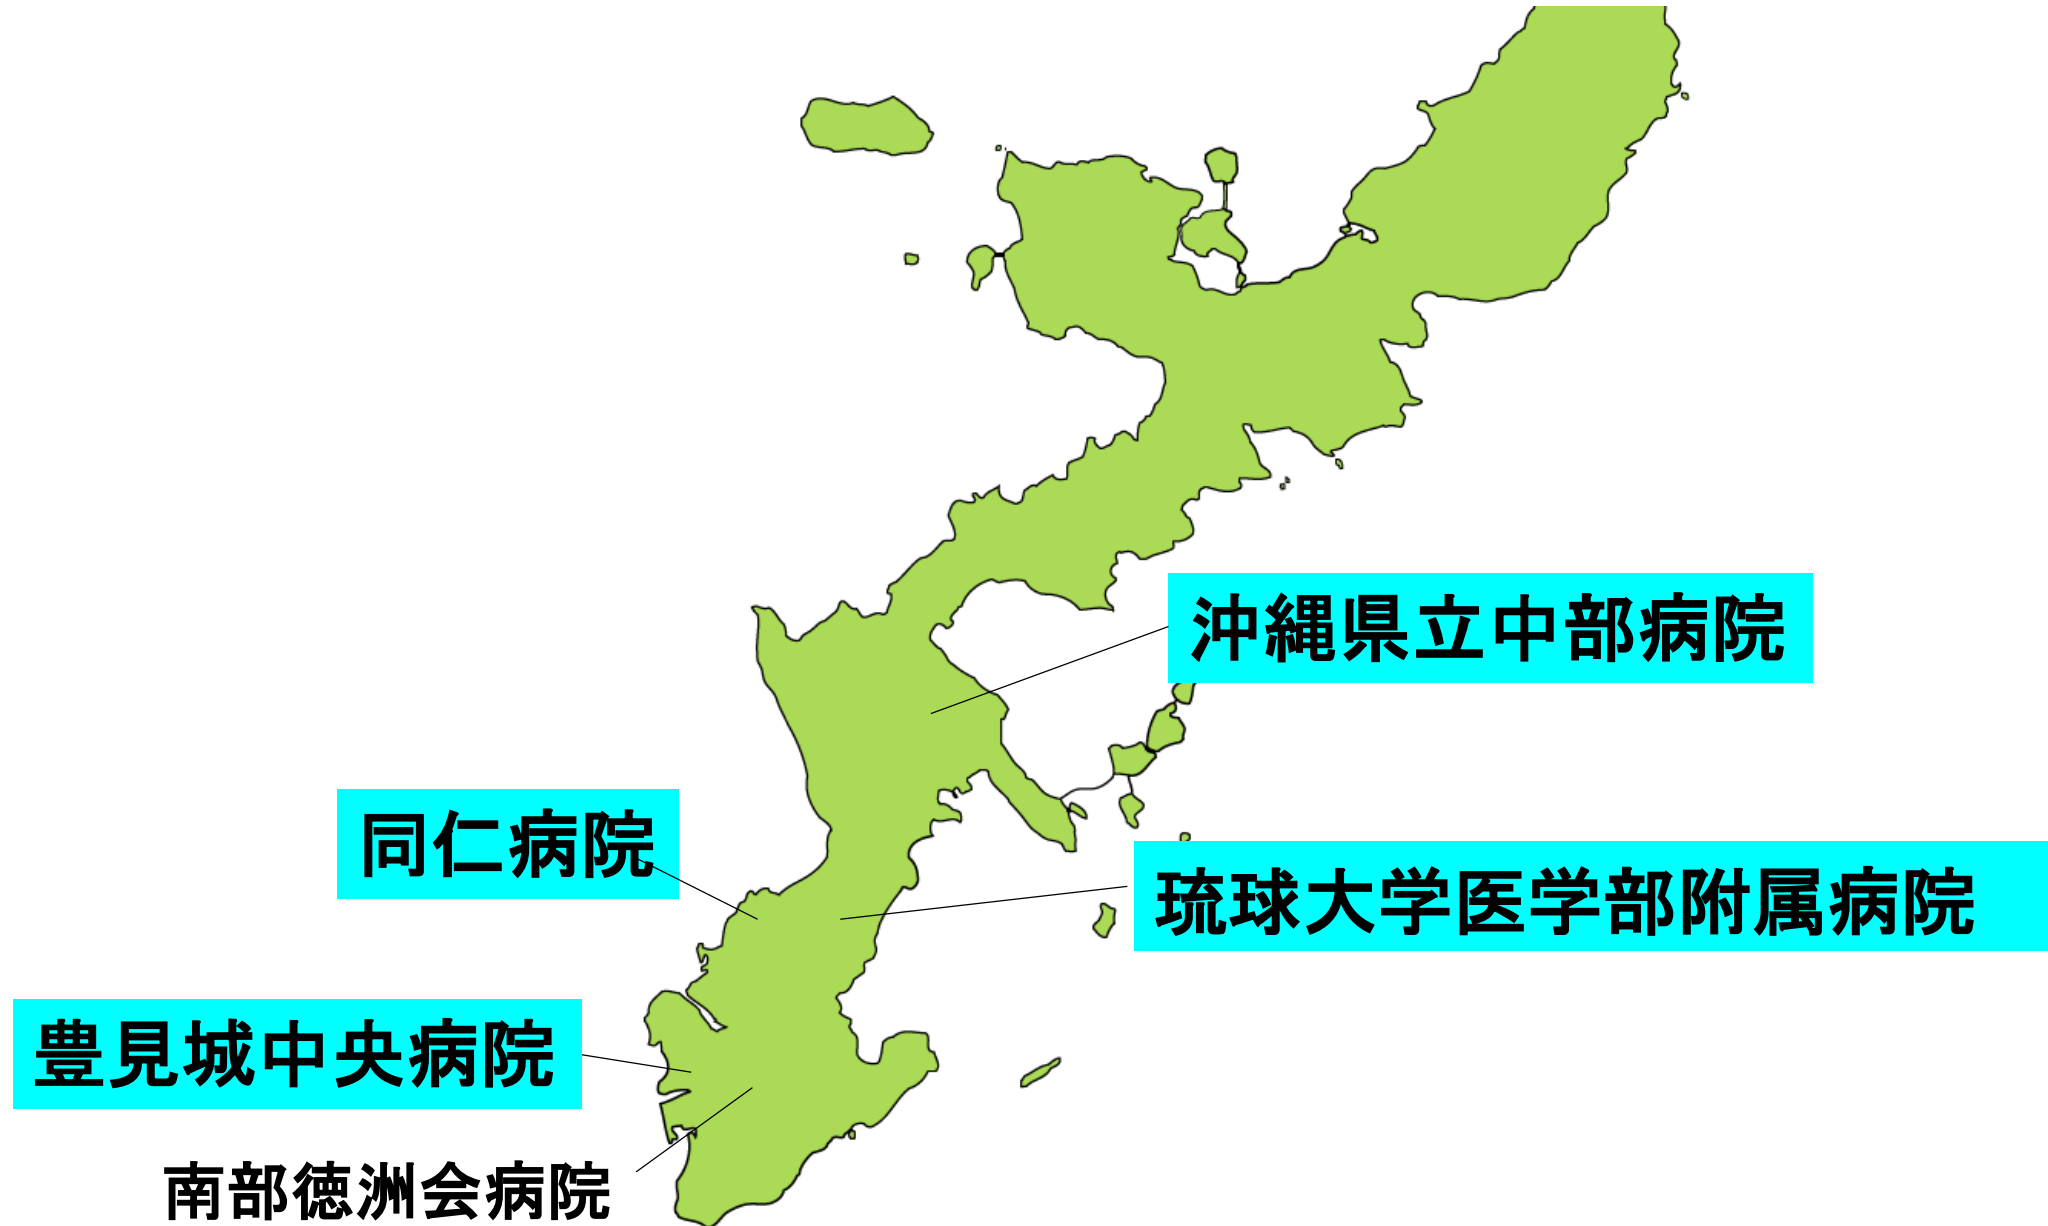 沖縄県立中部病院
同仁病院
琉球大学医学部附属病院
豊見城中央病院
南部徳洲会病院